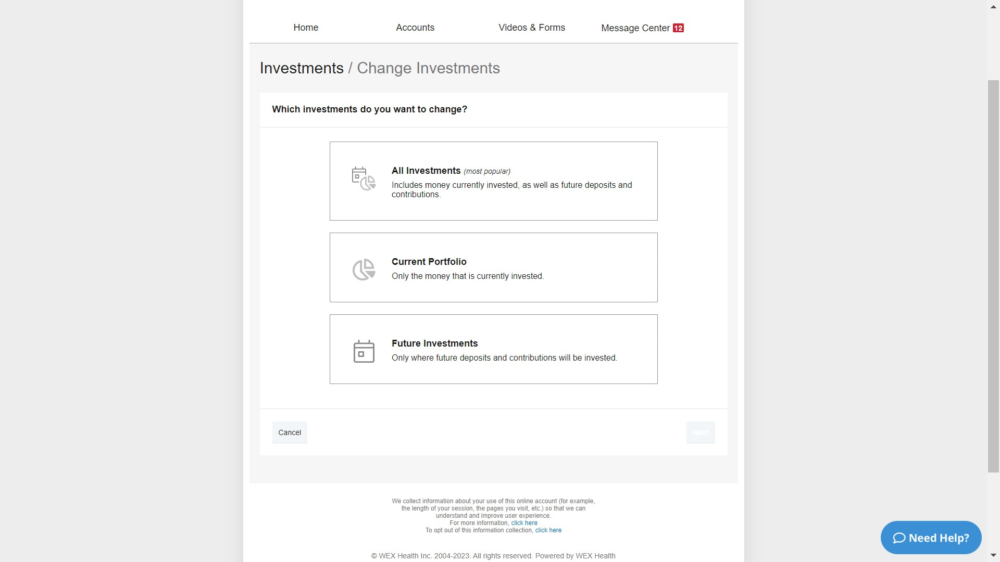 Home Accounts Videos & Forms Message Center 12
Investments / Change Investments
Which investments do you want to change?
All Investments (most popular)
Includes money currently invested, as well as future deposits and
contributions.
Current Portfolio
Only the money that is currently invested.
Future Investments
Only where future deposits and contributions will be invested.
Cancel Next
We collect information about your use of this online account (for example,
the length of your session, the pages you visit, etc.) so that we can
understand and improve user experience.
For more information, click here
To opt out of this information collection, click here
Need Help?
© WEX Health Inc. 2004-2023. All rights reserved. Powered by WEX Health